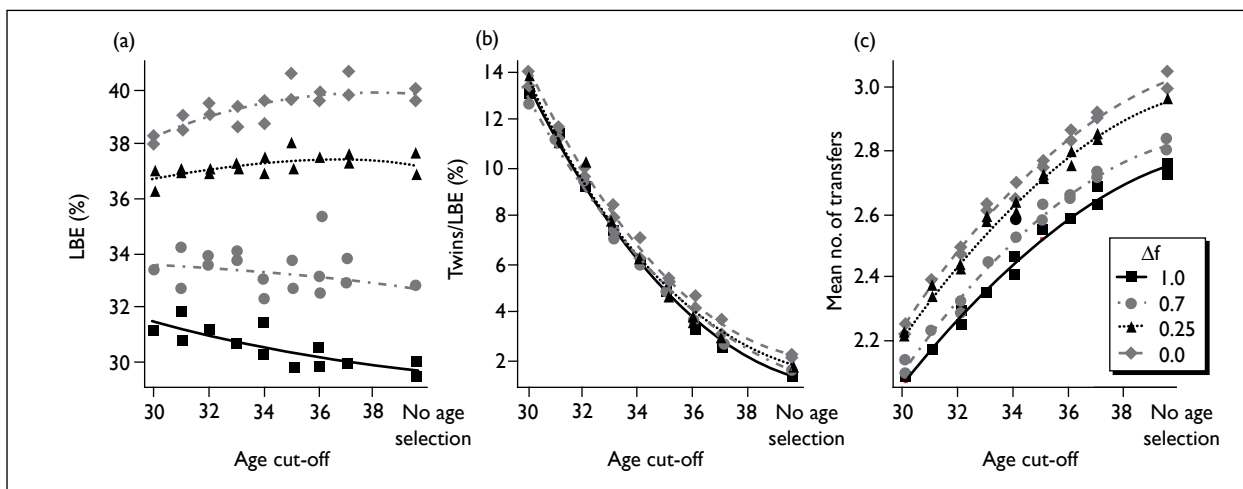 (a)
LBE (%)
40
38
36
34
33
32
30
30 32 34 36 38 No age
selection
Age cut-off
(b)
Twins/LBE (%)
14
12
10
8
6
4
2
30 32 34 36 38 No age
selection
Age cut-off
(c)
Mean no. of transfers
3.0
2.8
2.6
2.4
2.2
30 32 34 36 38 No age
selection
Age cut-off
Δf
1.0
0.7
0.25
0.0